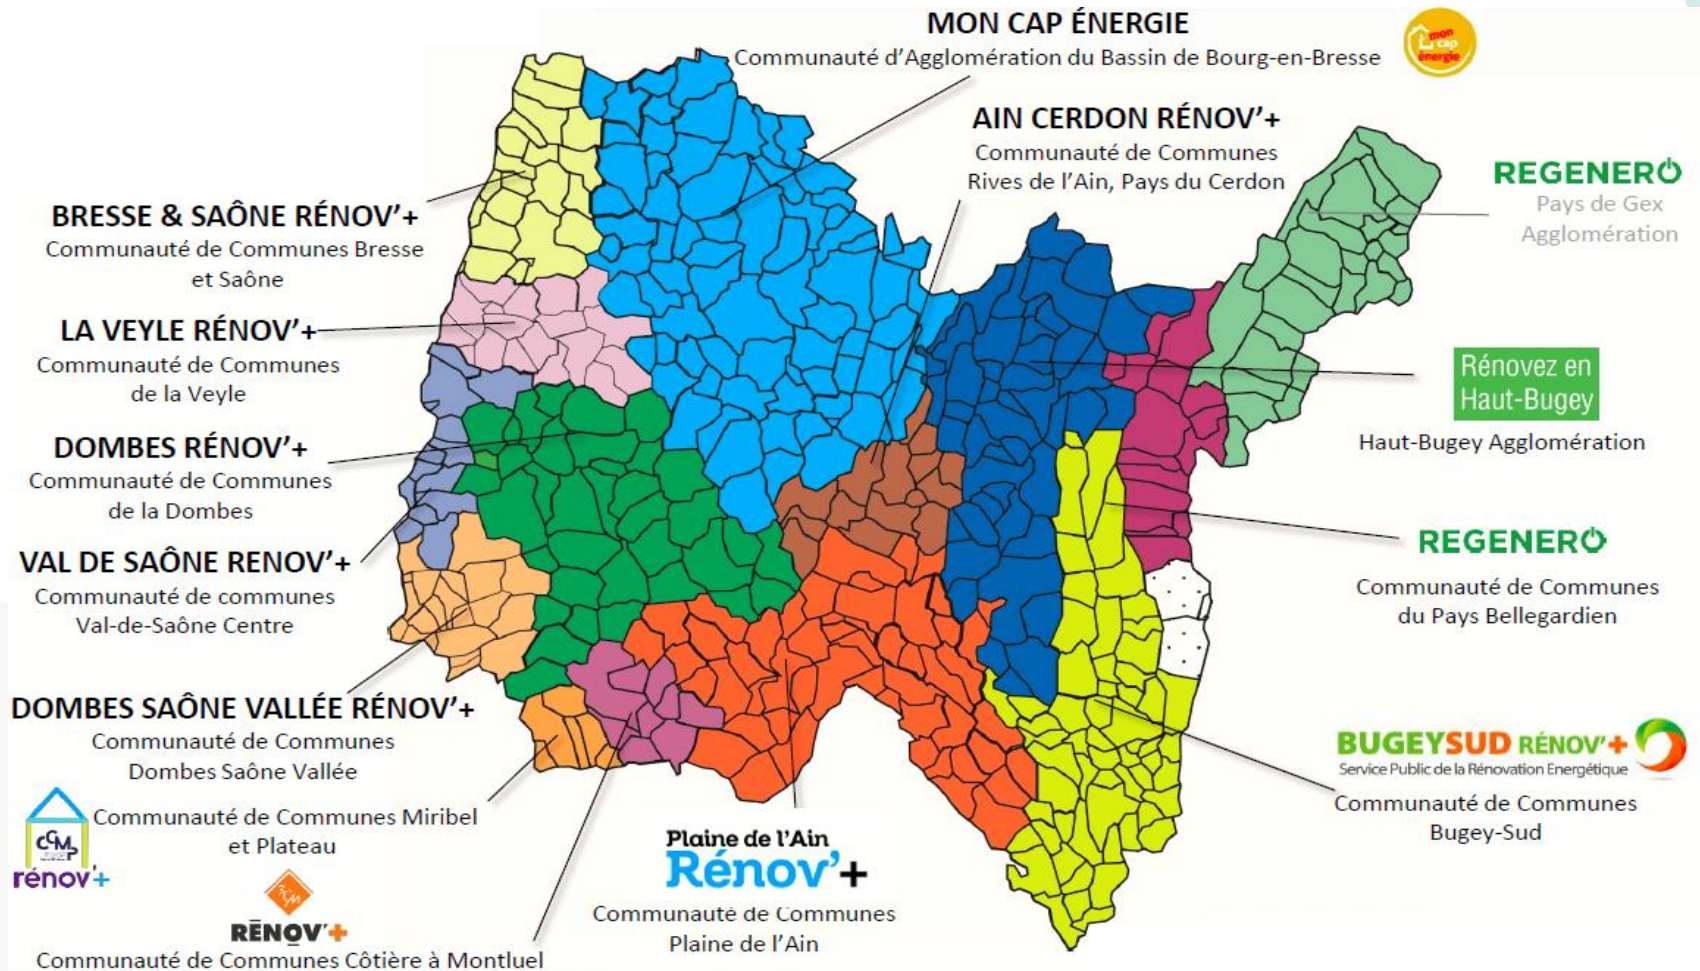 MON CAP ÉNERGIE
Communauté d'Agglomération du Bassin de Bourg-en-Bresse
mon
cap
énergie
AIN CERDON RÉNOV'+
Communauté de Communes
Rives de l'Ain, Pays du Cerdon
REGENERO
Pays de Gex
Agglomération
BRESSE & SAÔNE RÉNOV'+
Communauté de Communes Bresse
et Saône
LA VEYLE RÉNOV'+
Communauté de Communes
de la Veyle
Rénovez en
Haut-Bugey
Haut-Bugey Agglomération
DOMBES RÉNOV'+
Communauté de Communes
de la Dombes
VAL DE SAÔNE RENOV'+
Communauté de communes
Val-de-Saône Centre
REGENERO
Communauté de Communes
du Pays Bellegardien
DOMBES SAÔNE VALLÉE RÉNOV'+
Communauté de Communes
Dombes Saône Vallée
BUGEYSUD RÉNOV'+
Service Public de la Rénovation Energétique
Communauté de Communes
Bugey-Sud
CCMP
rénov'+
Communauté de Communes Miribel
et Plateau
Plaine de l'Ain
Rénov'+
Communauté de Communes
Plaine de l'Ain
3CM
RÉNOV'+
Communauté de Communes Côtière à Montluel